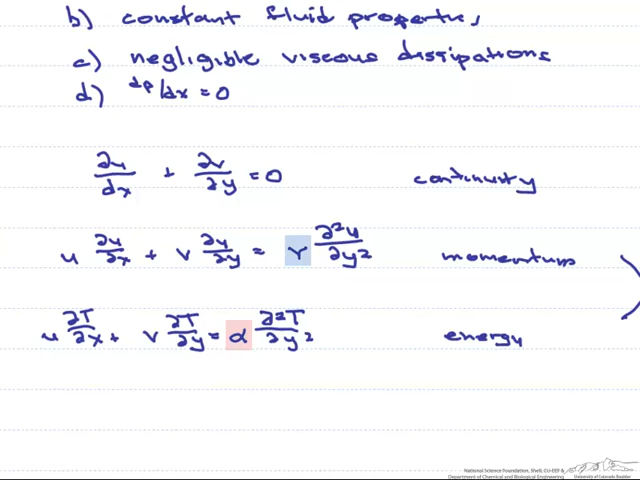 b) constant fluid properties
c) negligible viscous dissipations
d) dp/dx = 0
∂u/dx + ∂v/∂y = 0 continuity
u ∂u/∂x + v ∂u/∂y = ν ∂²u/∂y² momentum
u ∂T/∂x + v ∂T/∂y = α ∂²T/∂y² energy
National Science Foundation, Shell, CU-EEF &
Department of Chemical and Biological Engineering University of Colorado Boulder